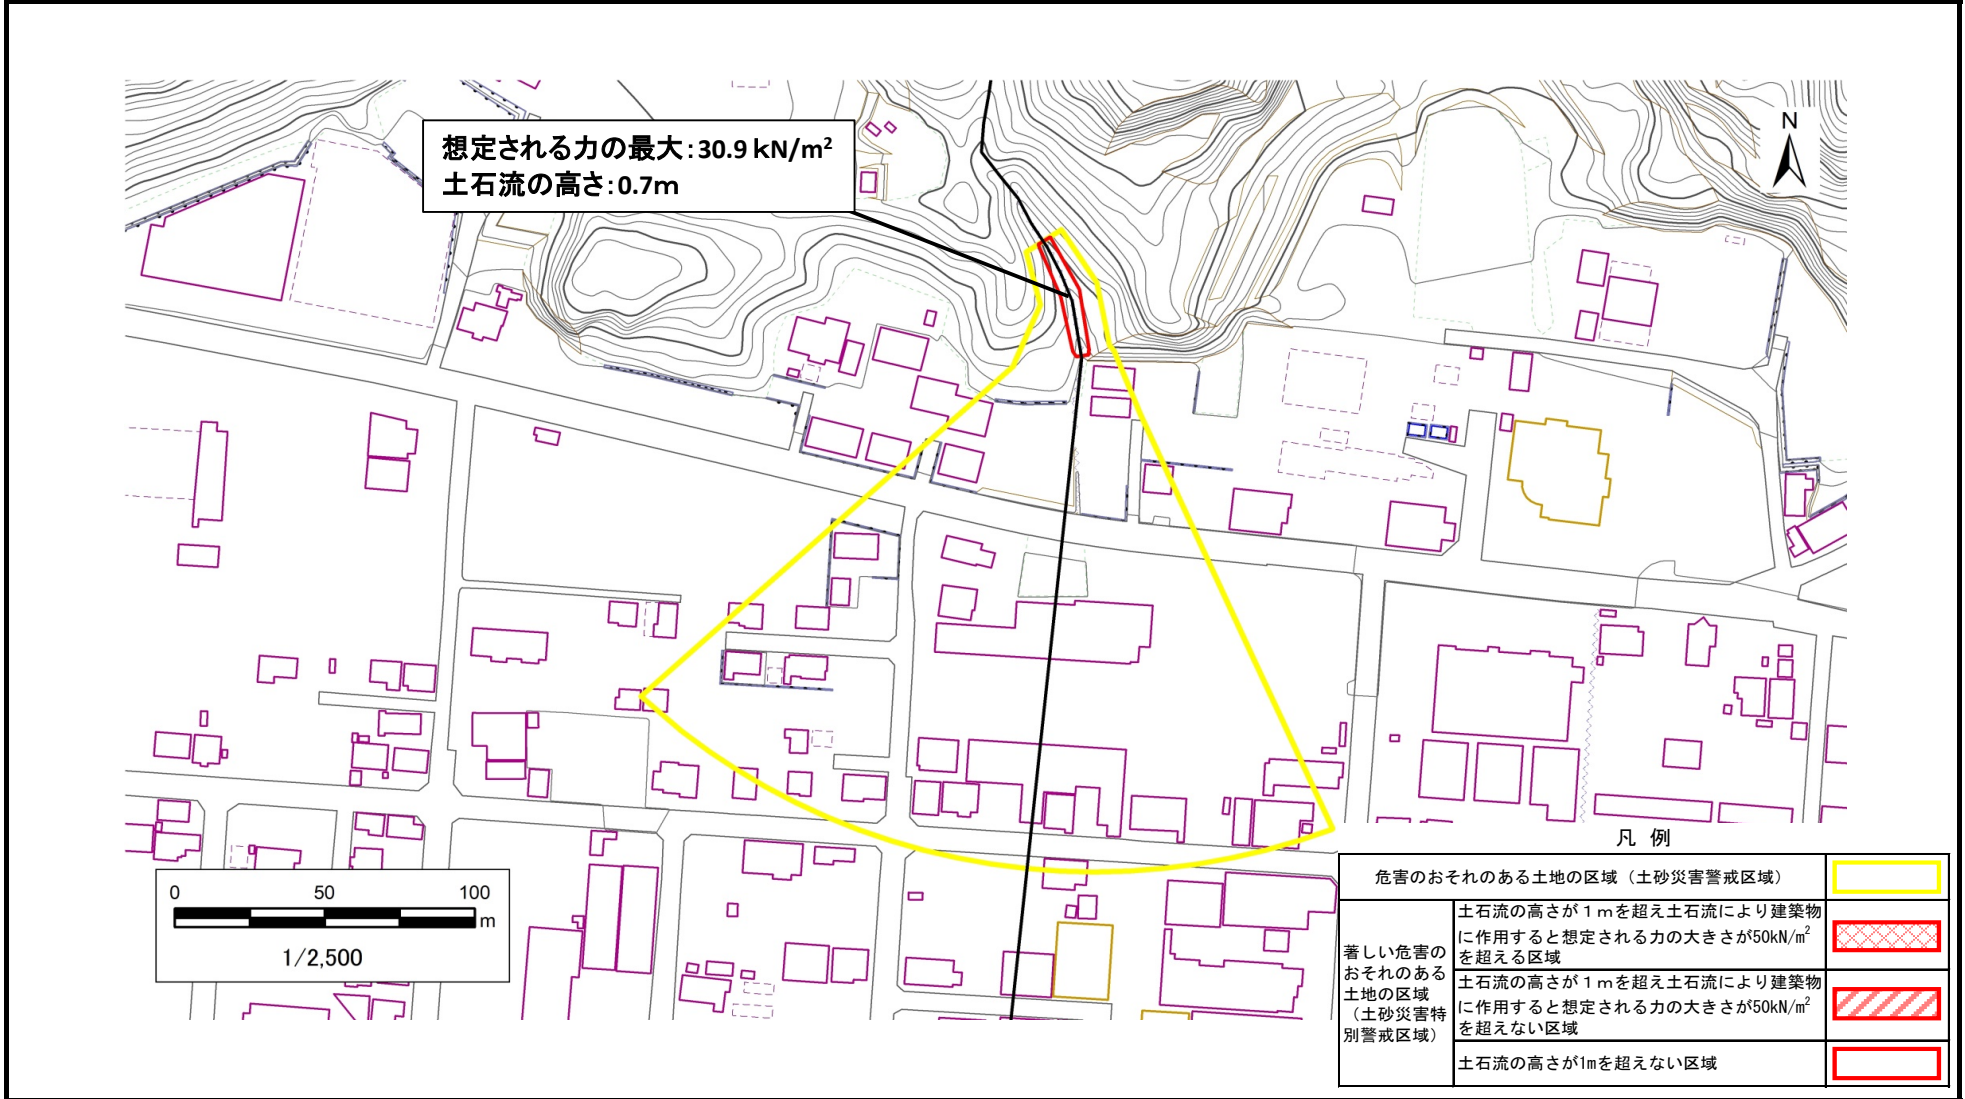 想定される力の最大：30.9 kN/m²
土石流の高さ：0.7m
N
0 50 100
m
1/2,500
凡 例
危害のおそれのある土地の区域（土砂災害警戒区域）
著しい危害の
おそれのある
土地の区域
（土砂災害特
別警戒区域）
土石流の高さが１ｍを超え土石流により建築物
に作用すると想定される力の大きさが50kN/m²
を超える区域
土石流の高さが１ｍを超え土石流により建築物
に作用すると想定される力の大きさが50kN/m²
を超えない区域
土石流の高さが1mを超えない区域